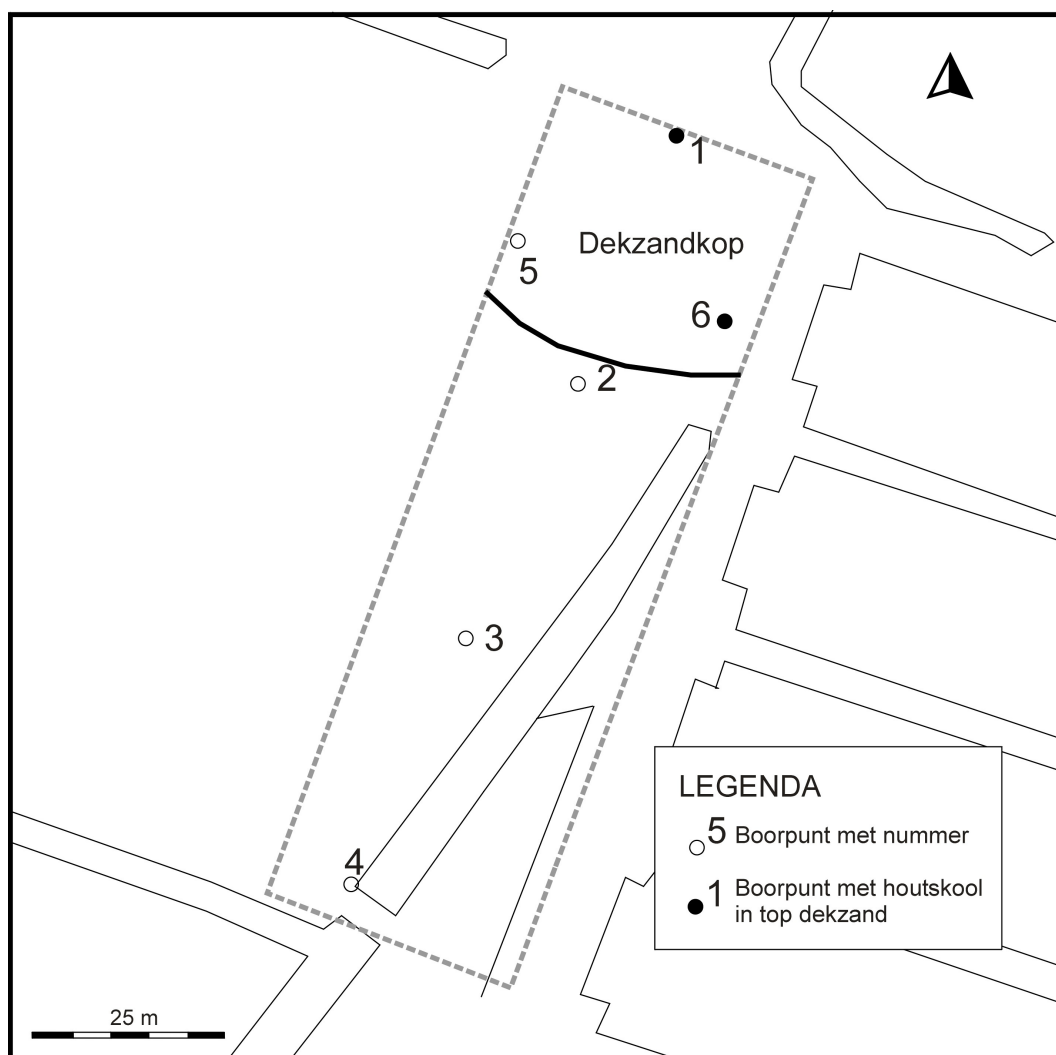 1
Dekzandkop
5
6
2
3
4
LEGENDA
5 Boorpunt met nummer
1 Boorpunt met houtskool
in top dekzand
25 m